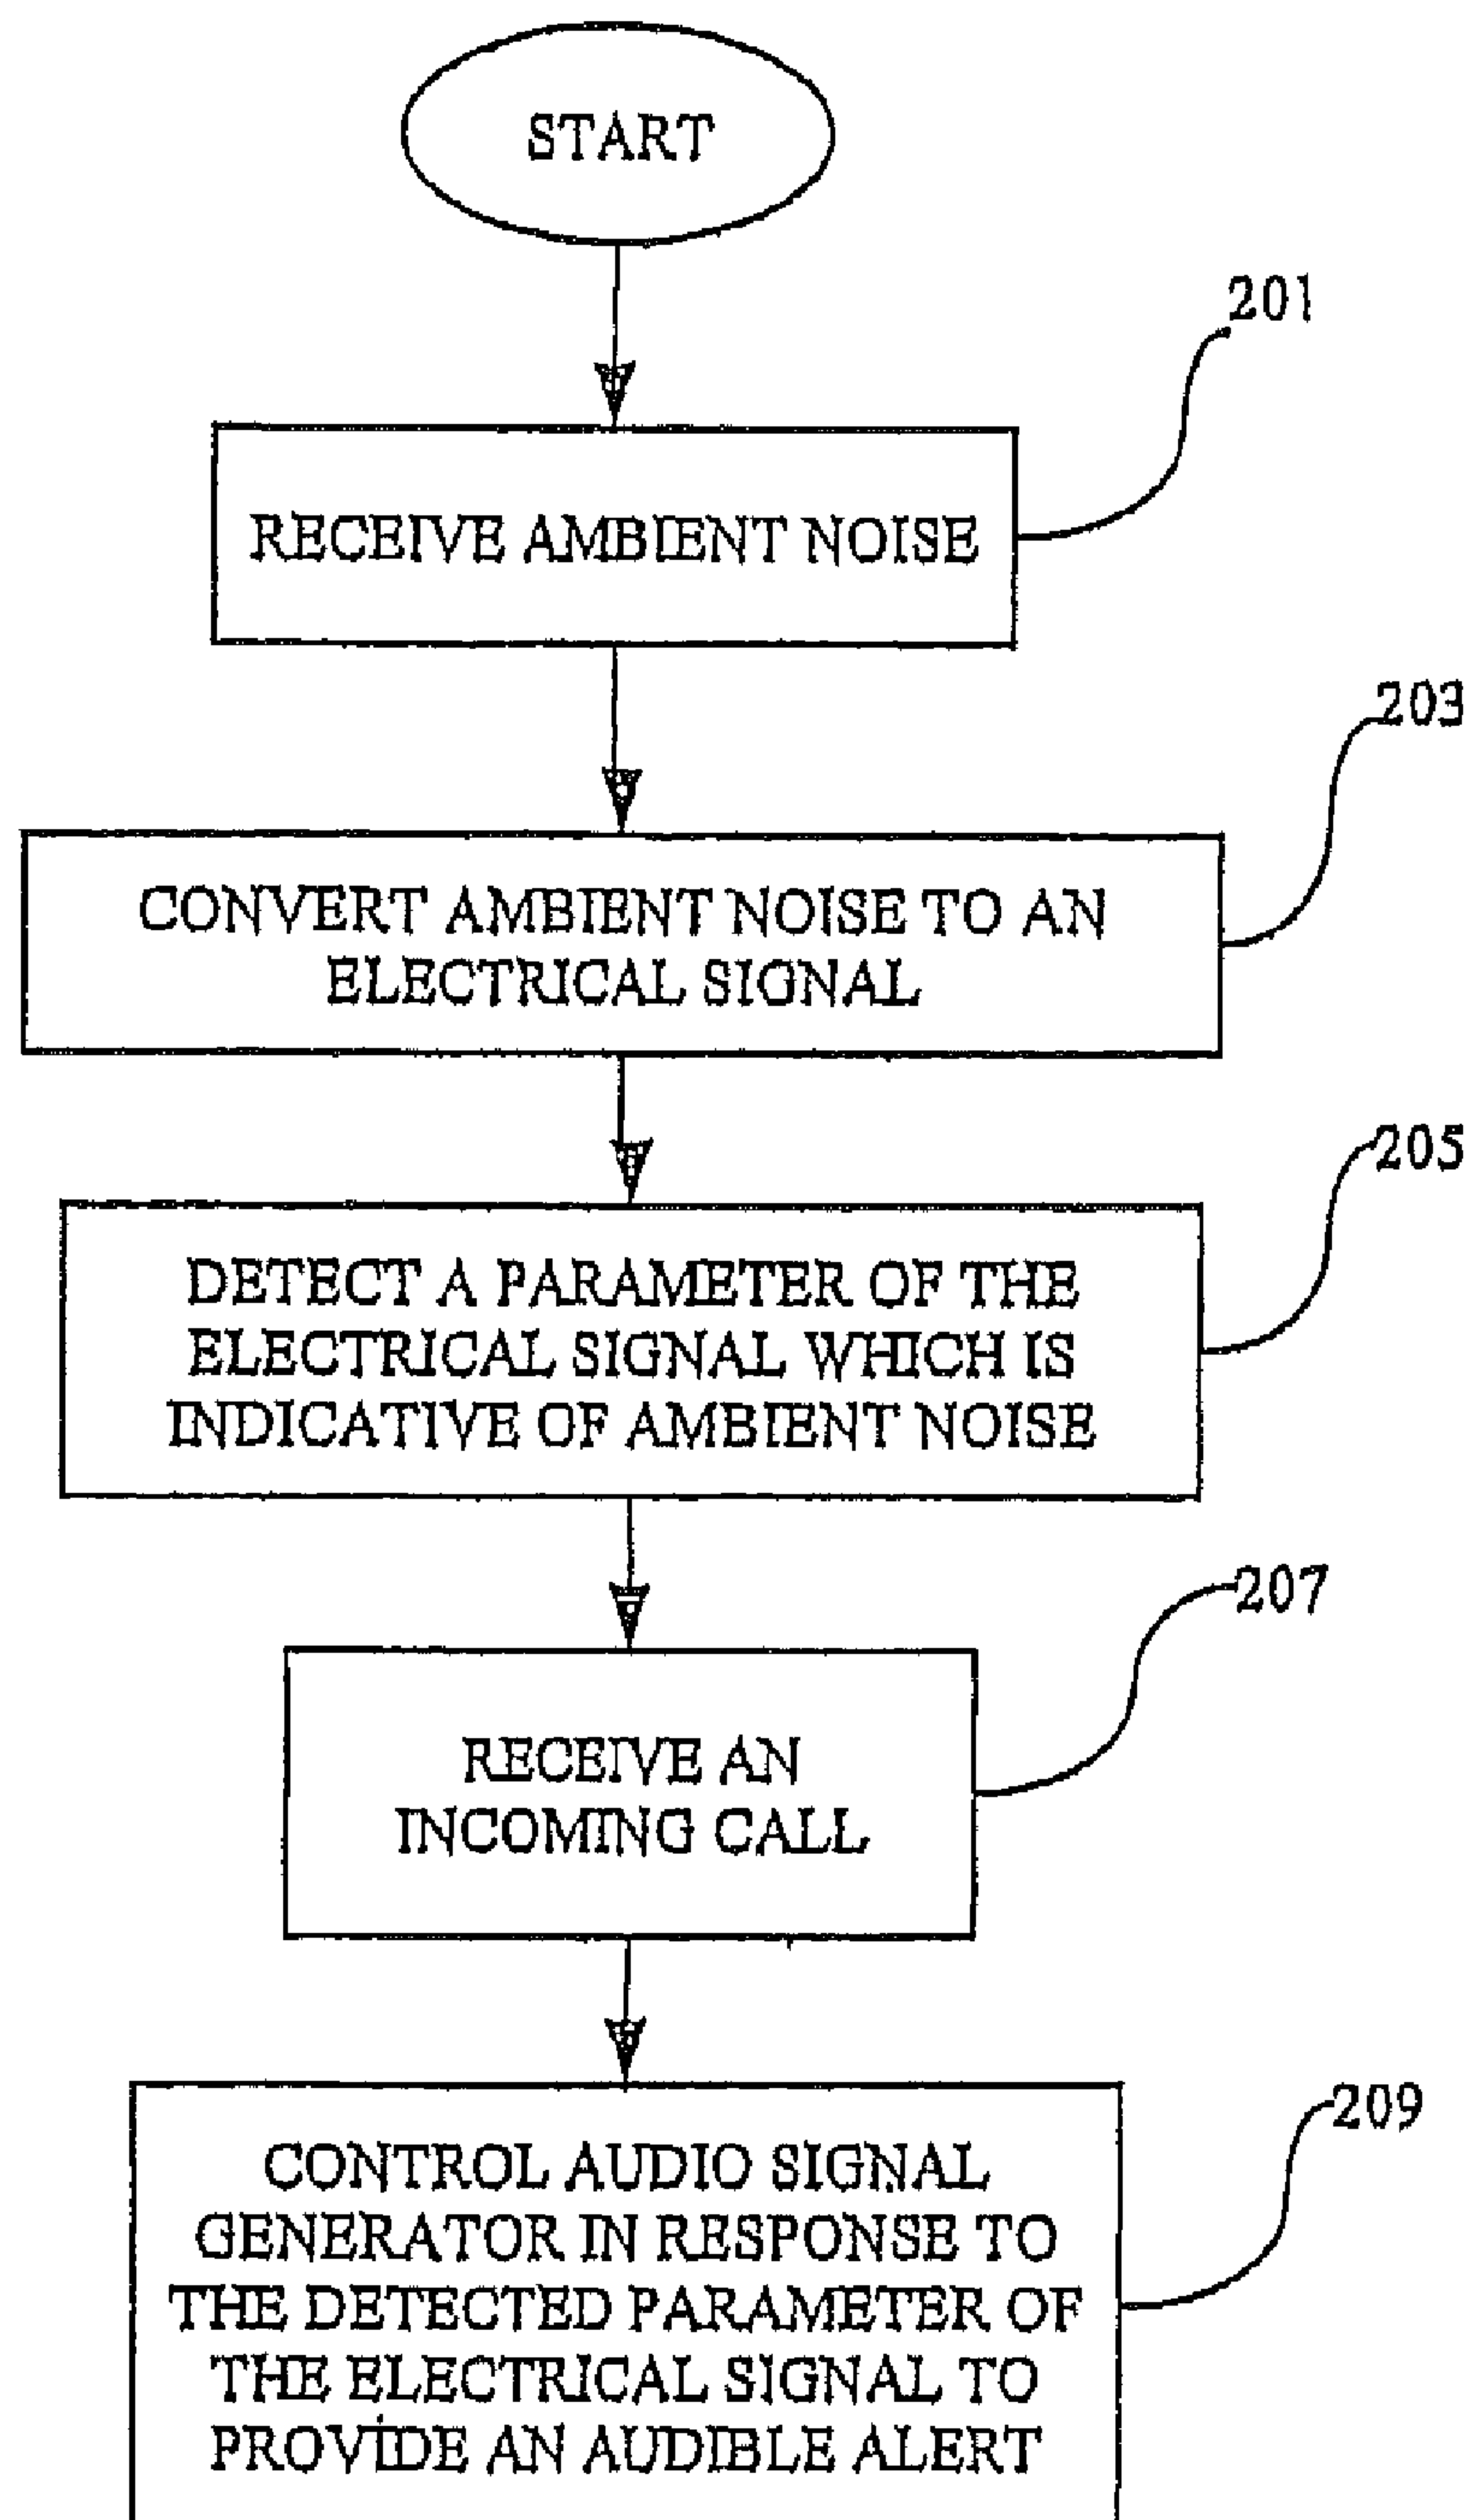 START
201
RECEIVE AMBIENT NOISE
203
CONVERT AMBIENT NOISE TO AN
ELECTRICAL SIGNAL
205
DETECT A PARAMETER OF THE
ELECTRICAL SIGNAL WHICH IS
INDICATIVE OF AMBIENT NOISE
207
RECEIVE AN
INCOMING CALL
209
CONTROL AUDIO SIGNAL
GENERATOR IN RESPONSE TO
THE DETECTED PARAMETER OF
THE ELECTRICAL SIGNAL TO
PROVIDE AN AUDIBLE ALERT